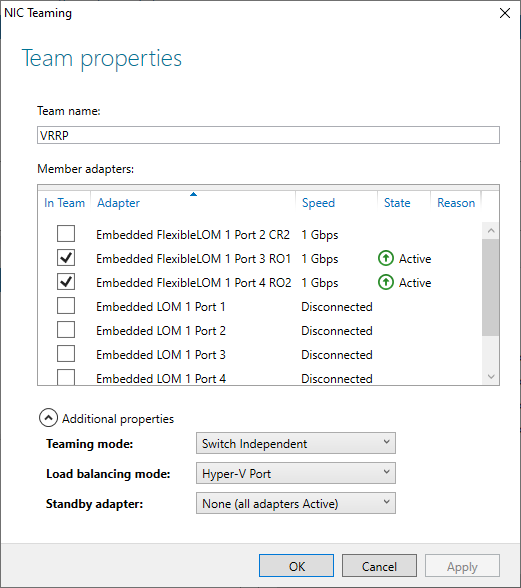 NIC Teaming
Team properties
Team name:
VRRP
Member adapters:
In Team Adapter Speed State Reason
Embedded FlexibleLOM 1 Port 2 CR2 1 Gbps
Embedded FlexibleLOM 1 Port 3 RO1 1 Gbps Active
Embedded FlexibleLOM 1 Port 4 RO2 1 Gbps Active
Embedded LOM 1 Port 1 Disconnected
Embedded LOM 1 Port 2 Disconnected
Embedded LOM 1 Port 3 Disconnected
Embedded LOM 1 Port 4 Disconnected
Additional properties
Teaming mode: Switch Independent
Load balancing mode: Hyper-V Port
Standby adapter: None (all adapters Active)
OK Cancel Apply